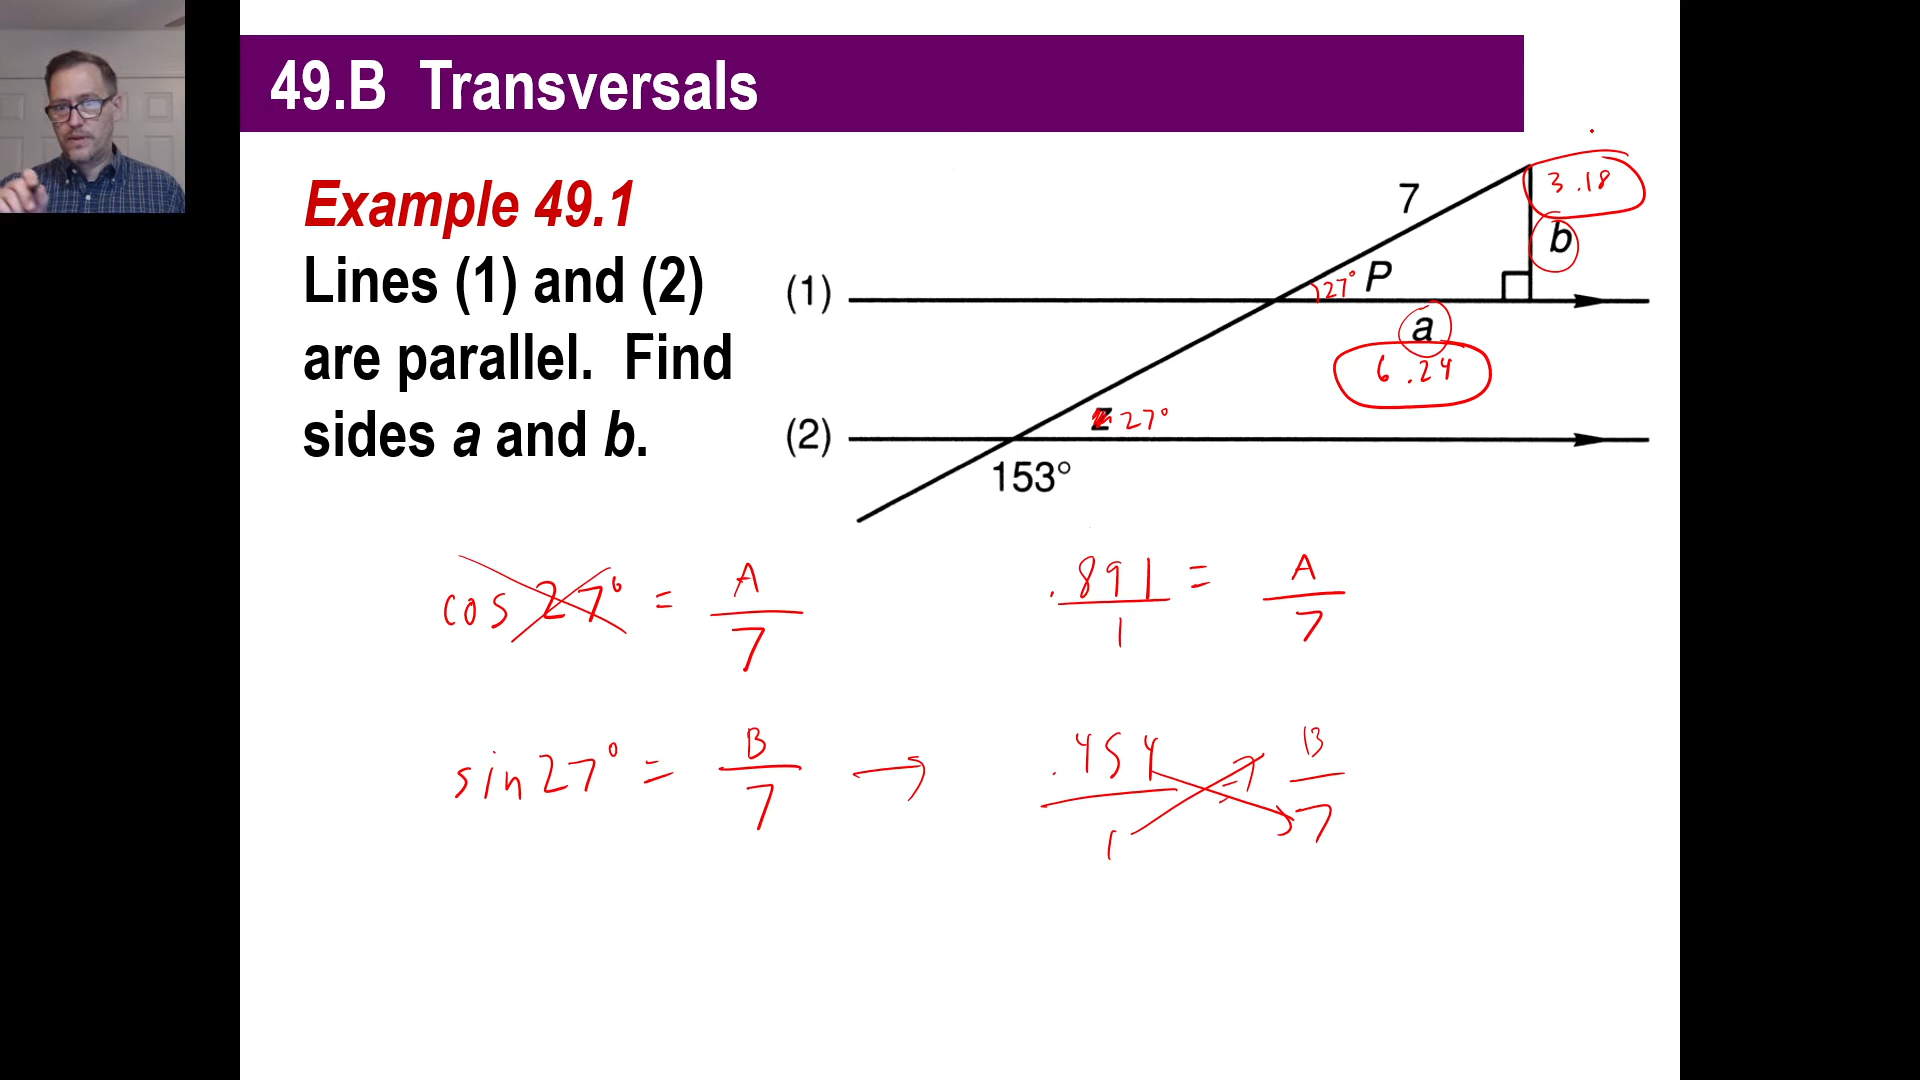 49.B Transversals
Example 49.1
Lines (1) and (2)
are parallel. Find
sides a and b.
7
3.18
b
(1)
27°
P
a
6.24
(2)
27°
153°
cos 27° = A/7
.891/1 = A/7
sin 27° = B/7 →
.454/1 = B/7